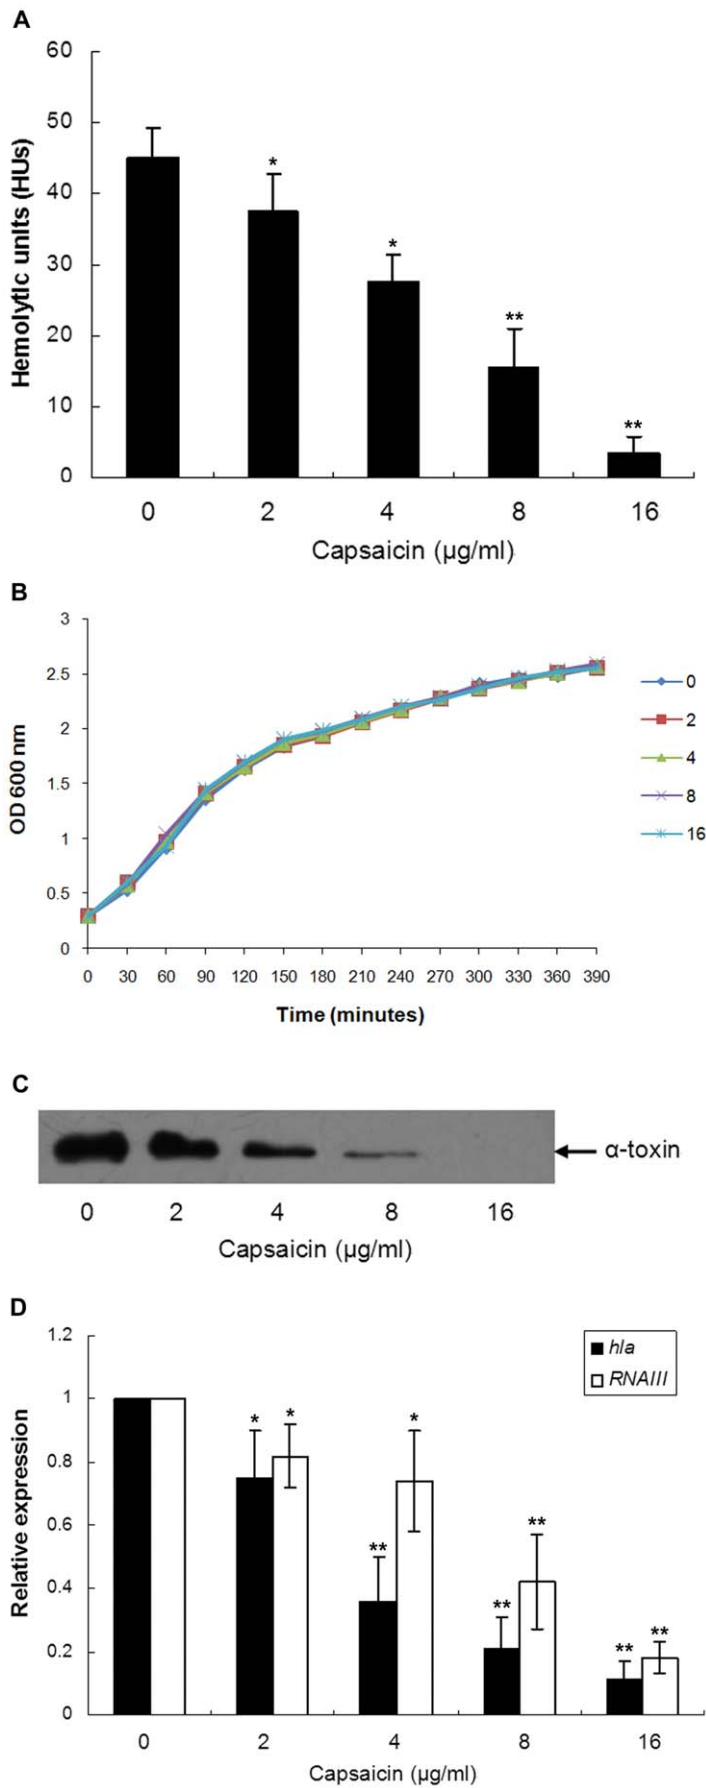 A
60
50
40
30
20
10
0
Hemolytic units (HUs)
*
*
**
**
0 2 4 8 16
Capsaicin (µg/ml)
B
3
2.5
2
1.5
1
0.5
0
OD 600 nm
0 30 60 90 120 150 180 210 240 270 300 330 360 390
Time (minutes)
0
2
4
8
16
C
α-toxin
0 2 4 8 16
Capsaicin (µg/ml)
D
1.2
1
0.8
0.6
0.4
0.2
0
Relative expression
hla
RNAIII
* *
** *
** **
** **
0 2 4 8 16
Capsaicin (µg/ml)